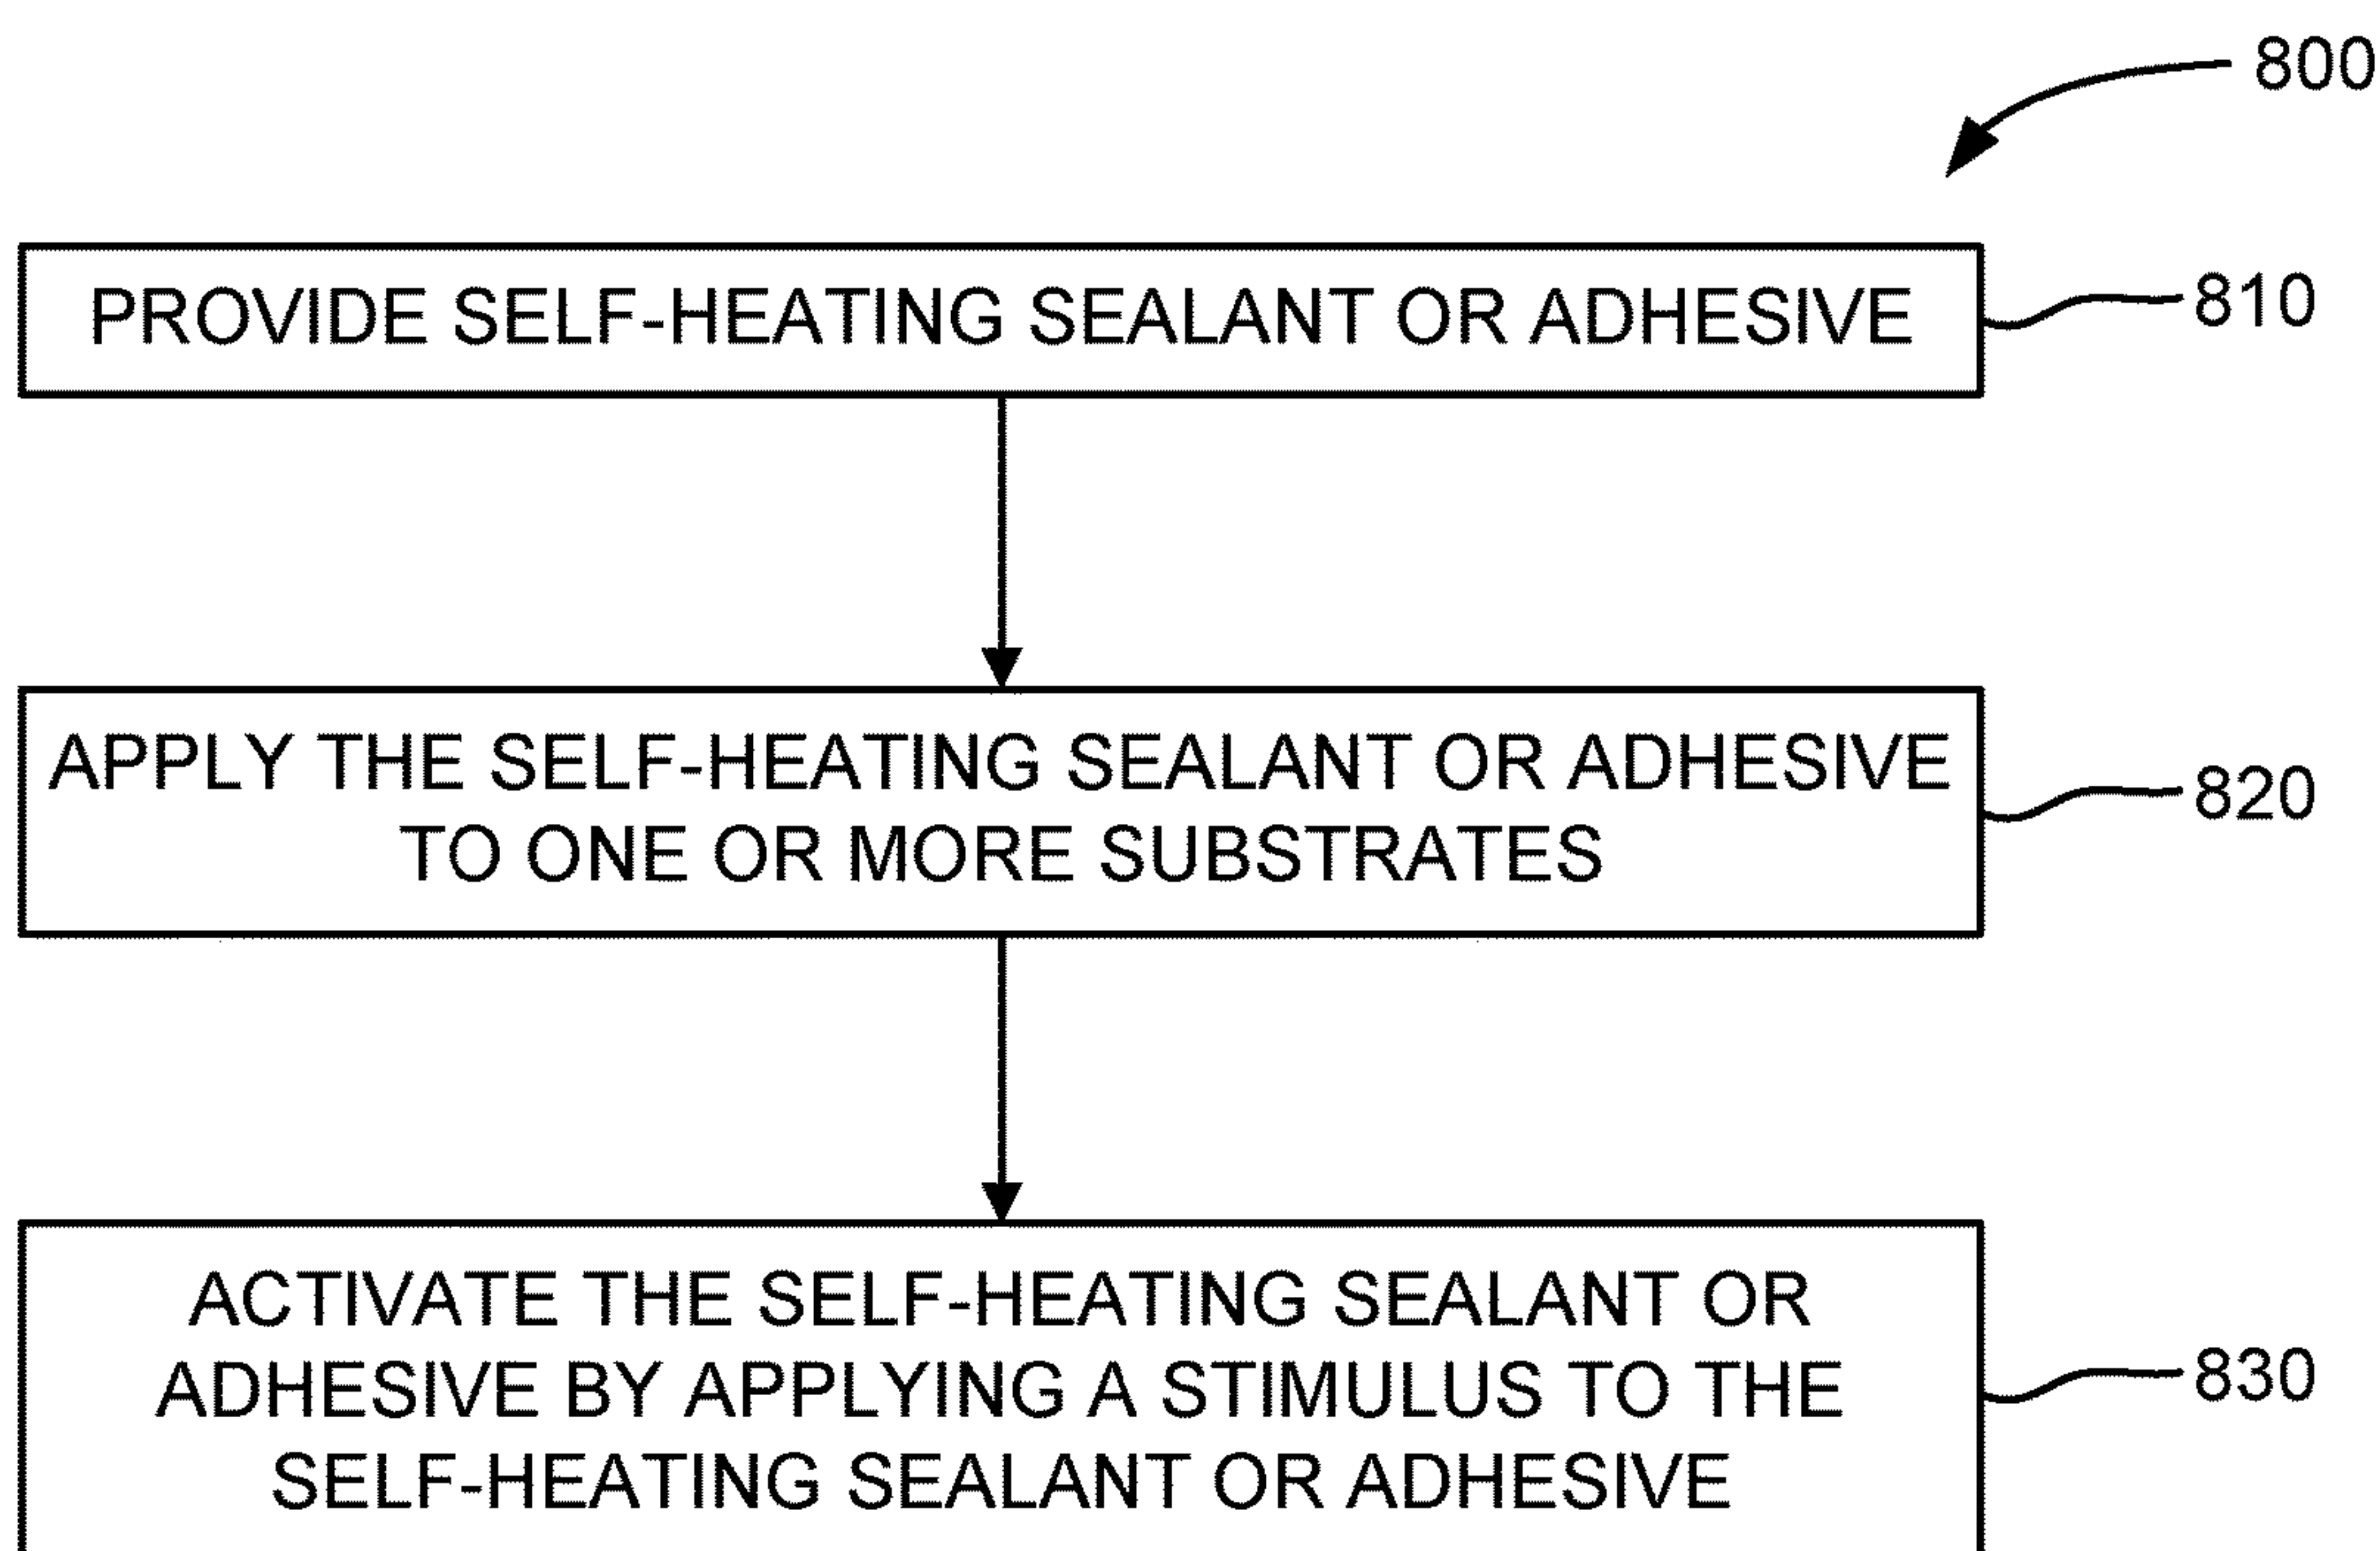 800
PROVIDE SELF-HEATING SEALANT OR ADHESIVE
810
APPLY THE SELF-HEATING SEALANT OR ADHESIVE
TO ONE OR MORE SUBSTRATES
820
ACTIVATE THE SELF-HEATING SEALANT OR
ADHESIVE BY APPLYING A STIMULUS TO THE
SELF-HEATING SEALANT OR ADHESIVE
830